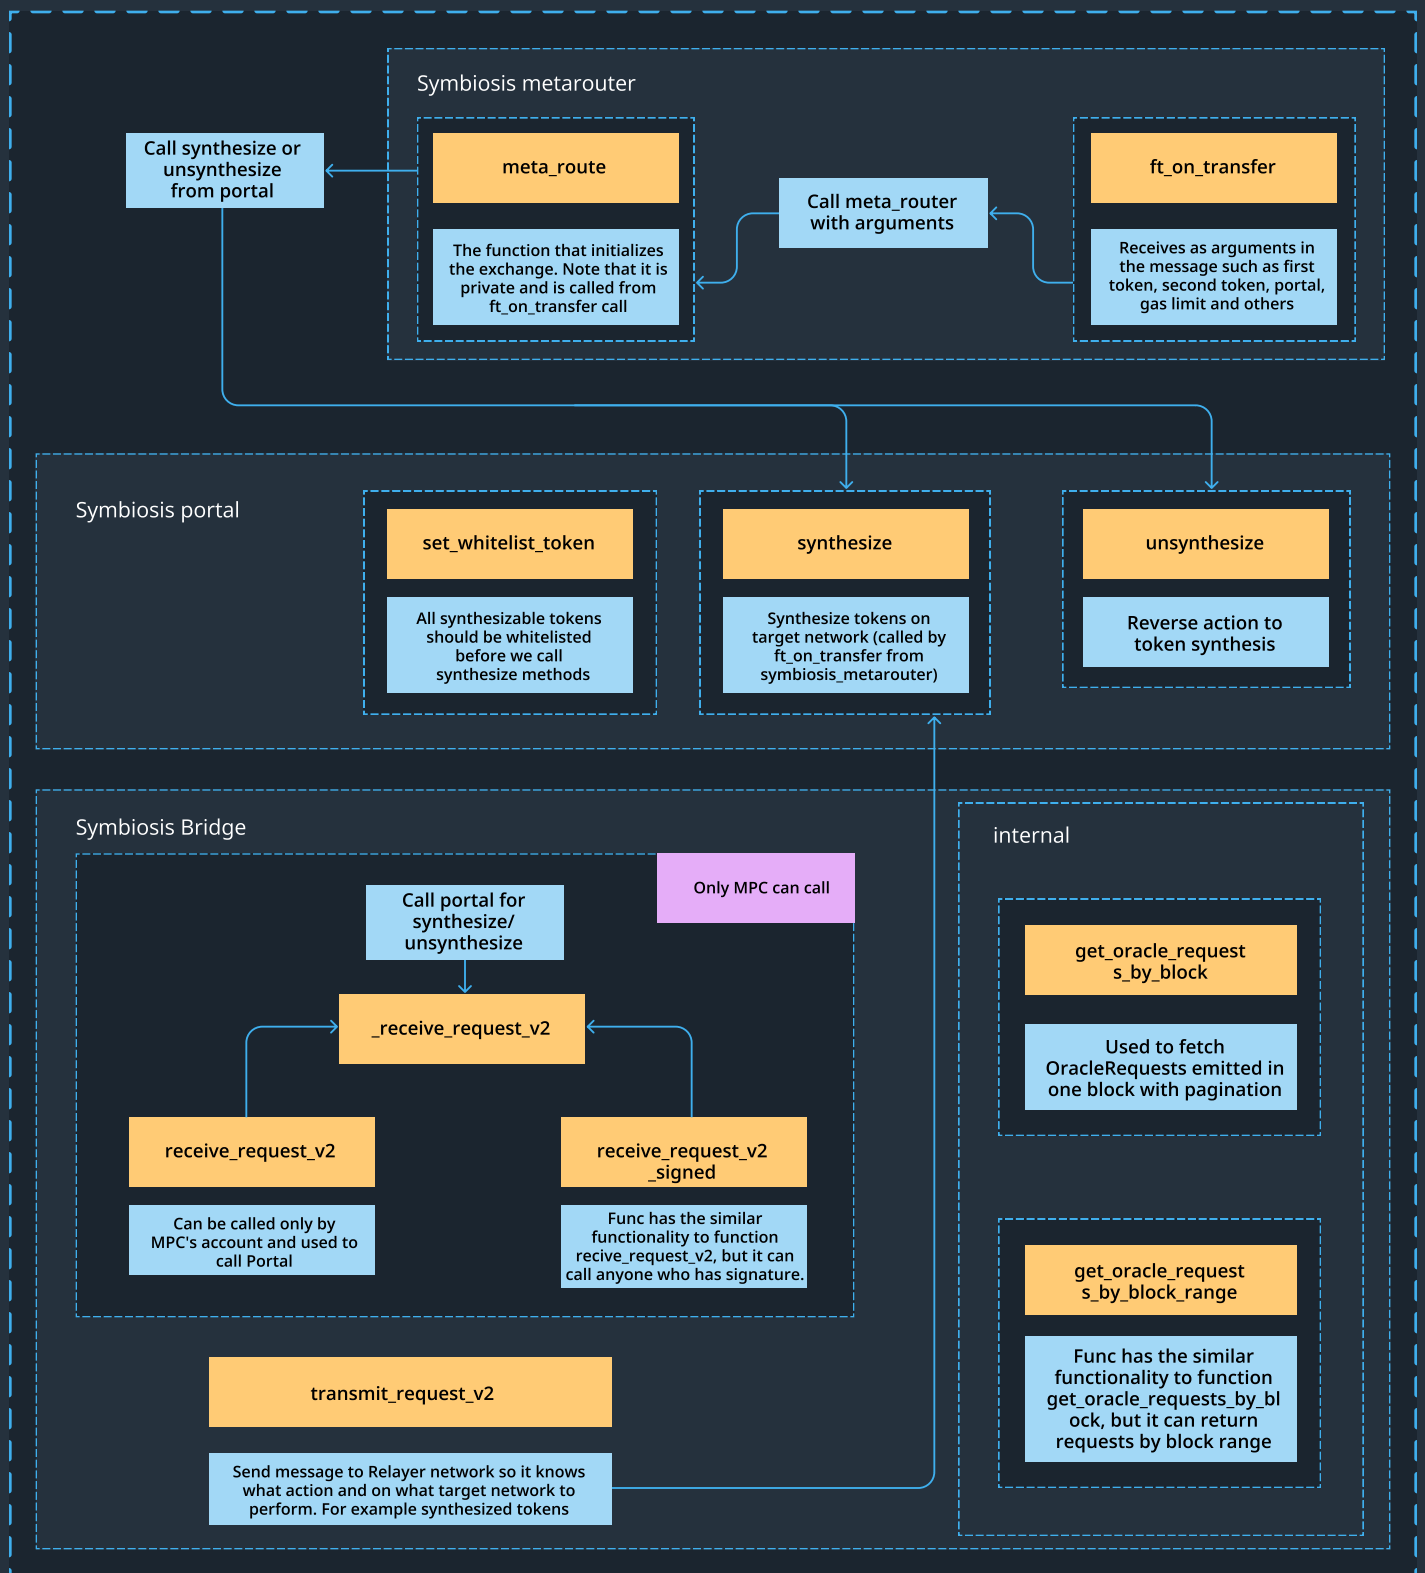 Symbiosis metarouter
Call synthesize or
unsynthesize
from portal
meta_route
The function that initializes
the exchange. Note that it is
private and is called from
ft_on_transfer call
Call meta_router
with arguments
ft_on_transfer
Receives as arguments in
the message such as first
token, second token, portal,
gas limit and others
Symbiosis portal
set_whitelist_token
All synthesizable tokens
should be whitelisted
before we call
synthesize methods
synthesize
Synthesize tokens on
target network (called by
ft_on_transfer from
symbiosis_metarouter)
unsynthesize
Reverse action to
token synthesis
Symbiosis Bridge
Only MPC can call
Call portal for
synthesize/
unsynthesize
_receive_request_v2
receive_request_v2
Can be called only by
MPC's account and used to
call Portal
receive_request_v2
_signed
Func has the similar
functionality to function
recive_request_v2, but it can
call anyone who has signature.
transmit_request_v2
Send message to Relayer network so it knows
what action and on what target network to
perform. For example synthesized tokens
internal
get_oracle_request
s_by_block
Used to fetch
OracleRequests emitted in
one block with pagination
get_oracle_request
s_by_block_range
Func has the similar
functionality to function
get_oracle_requests_by_bl
ock, but it can return
requests by block range